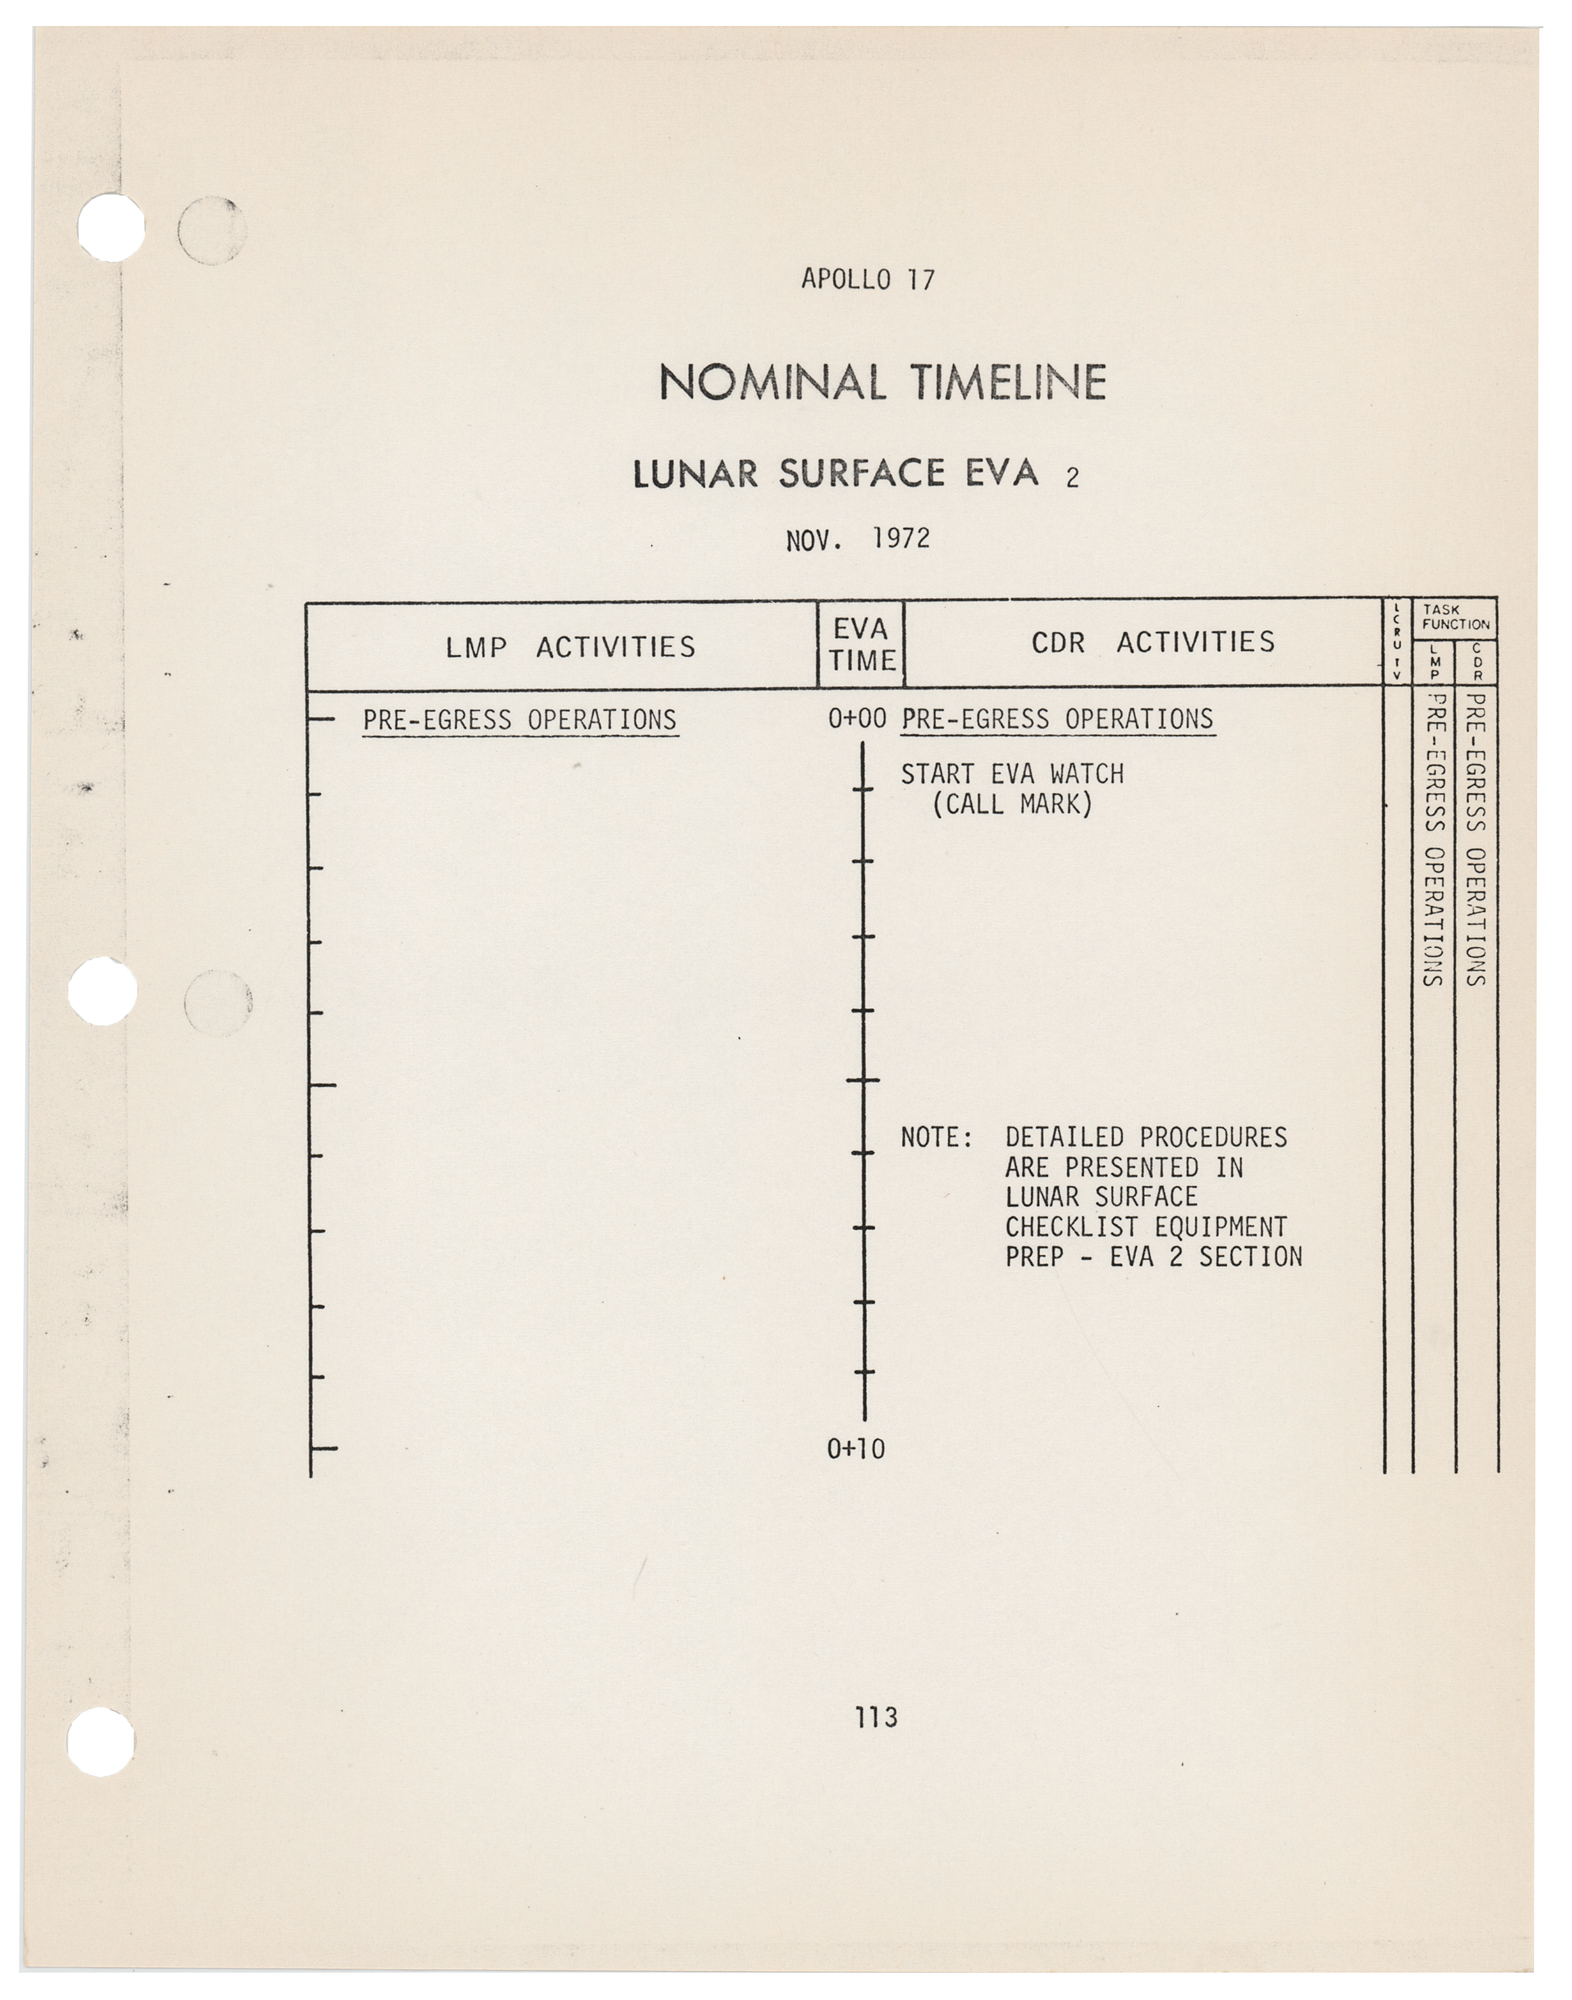 APOLLO 17
NOMINAL TIMELINE
LUNAR SURFACE EVA 2
NOV. 1972
LMP ACTIVITIES
EVA
TIME
CDR ACTIVITIES
LCRU TV
TASK
FUNCTION
LMP
CDR
PRE-EGRESS OPERATIONS
0+00
PRE-EGRESS OPERATIONS
START EVA WATCH
(CALL MARK)
PRE-EGRESS OPERATIONS
PRE-EGRESS OPERATIONS
NOTE: DETAILED PROCEDURES
ARE PRESENTED IN
LUNAR SURFACE
CHECKLIST EQUIPMENT
PREP - EVA 2 SECTION
0+10
113